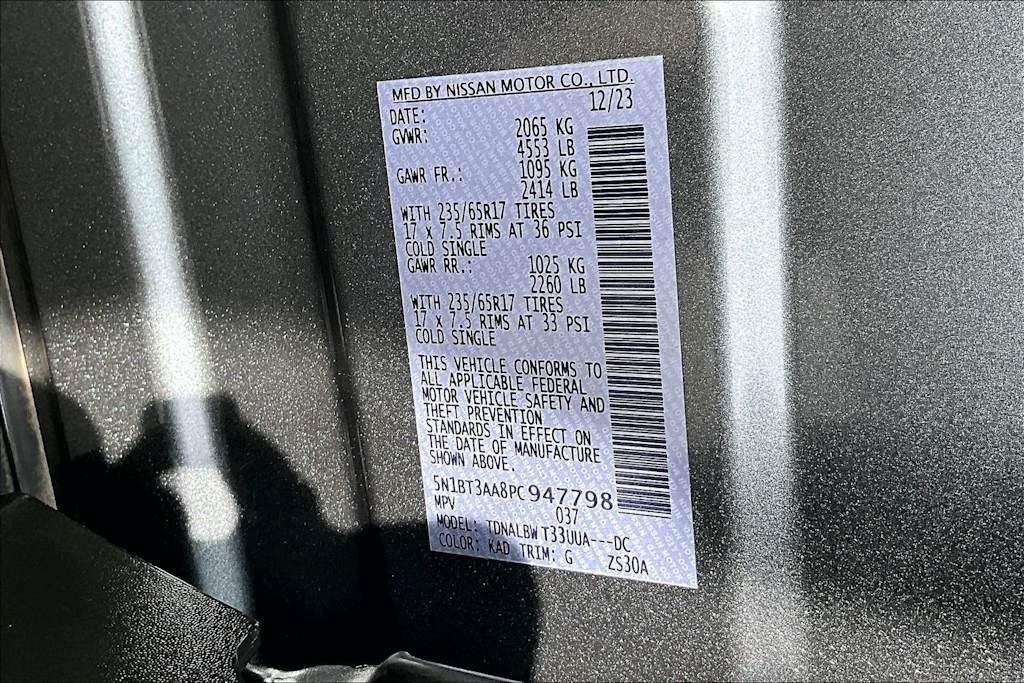 MFD BY NISSAN MOTOR CO., LTD.
DATE: 12/23
GVWR: 2065 KG
4553 LB
GAWR FR.: 1095 KG
2414 LB
WITH 235/65R17 TIRES
17 x 7.5 RIMS AT 36 PSI
COLD SINGLE
GAWR RR.: 1025 KG
2260 LB
WITH 235/65R17 TIRES
17 x 7.5 RIMS AT 33 PSI
COLD SINGLE
THIS VEHICLE CONFORMS TO
ALL APPLICABLE FEDERAL
MOTOR VEHICLE SAFETY AND
THEFT PREVENTION
STANDARDS IN EFFECT ON
THE DATE OF MANUFACTURE
SHOWN ABOVE.
5N1BT3AA8PC947798
MPV 037
MODEL: TDNALBW T33UUA---DC
COLOR: KAD TRIM: G ZS30A